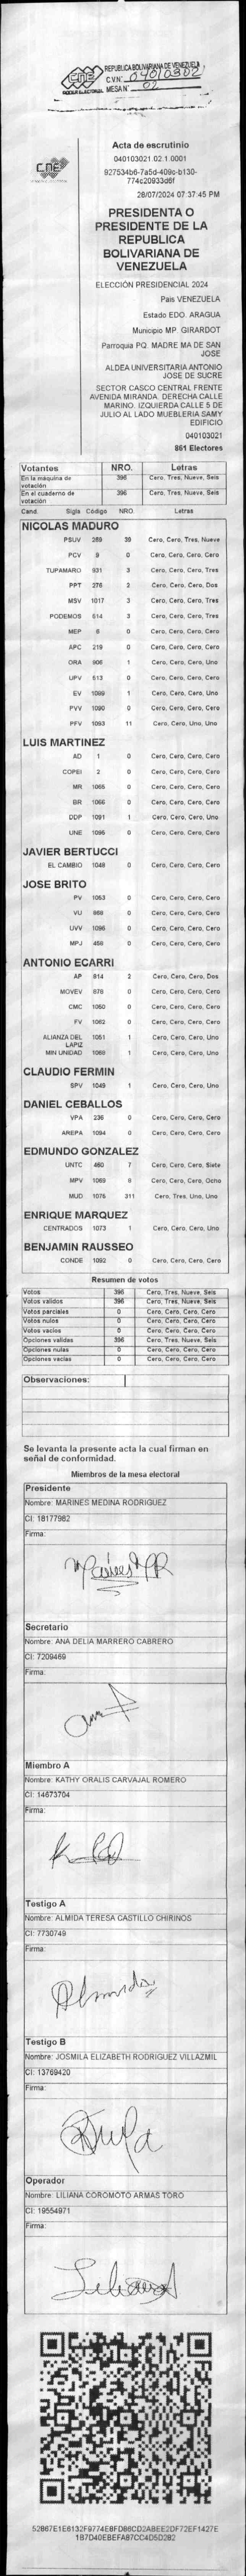 CNE
REPUBLICA BOLIVARIANA DE VENEZUELA
C.V.Nº 04010302
PODER ELECTORAL MESA Nº 02
CNE
Acta de escrutinio
040103021.02.1.0001
927534b6-7a5d-409c-b130-
774c20933d6f
28/07/2024 07:37:45 PM
PRESIDENTA O
PRESIDENTE DE LA
REPUBLICA
BOLIVARIANA DE
VENEZUELA
ELECCIÓN PRESIDENCIAL 2024
Pais VENEZUELA
Estado EDO. ARAGUA
Municipio MP. GIRARDOT
Parroquia PQ. MADRE MA DE SAN
JOSE
ALDEA UNIVERSITARIA ANTONIO
JOSE DE SUCRE
SECTOR CASCO CENTRAL FRENTE
AVENIDA MIRANDA. DERECHA CALLE
MARINO. IZQUIERDA CALLE 5 DE
JULIO AL LADO MUEBLERIA SAMY
EDIFICIO
040103021
861 Electores
Votantes NRO. Letras
En la máquina de votación 396 Cero, Tres, Nueve, Seis
En el cuaderno de votación 396 Cero, Tres, Nueve, Seis
Cand. Sigla Código NRO. Letras
NICOLAS MADURO
PSUV 269 39 Cero, Cero, Tres, Nueve
PCV 9 0 Cero, Cero, Cero, Cero
TUPAMARO 931 3 Cero, Cero, Cero, Tres
PPT 276 2 Cero, Cero, Cero, Dos
MSV 1017 3 Cero, Cero, Cero, Tres
PODEMOS 614 3 Cero, Cero, Cero, Tres
MEP 6 0 Cero, Cero, Cero, Cero
APC 219 0 Cero, Cero, Cero, Cero
ORA 906 1 Cero, Cero, Cero, Uno
UPV 613 0 Cero, Cero, Cero, Cero
EV 1089 1 Cero, Cero, Cero, Uno
PVV 1090 0 Cero, Cero, Cero, Cero
PFV 1093 11 Cero, Cero, Uno, Uno
LUIS MARTINEZ
AD 1 0 Cero, Cero, Cero, Cero
COPEI 2 0 Cero, Cero, Cero, Cero
MR 1065 0 Cero, Cero, Cero, Cero
BR 1066 0 Cero, Cero, Cero, Cero
DDP 1091 1 Cero, Cero, Cero, Uno
UNE 1095 0 Cero, Cero, Cero, Cero
JAVIER BERTUCCI
EL CAMBIO 1048 0 Cero, Cero, Cero, Cero
JOSE BRITO
PV 1053 0 Cero, Cero, Cero, Cero
VU 868 0 Cero, Cero, Cero, Cero
UVV 1096 0 Cero, Cero, Cero, Cero
MPJ 458 0 Cero, Cero, Cero, Cero
ANTONIO ECARRI
AP 814 2 Cero, Cero, Cero, Dos
MOVEV 878 0 Cero, Cero, Cero, Cero
CMC 1050 0 Cero, Cero, Cero, Cero
FV 1062 0 Cero, Cero, Cero, Cero
ALIANZA DEL LAPIZ 1051 1 Cero, Cero, Cero, Uno
MIN UNIDAD 1068 1 Cero, Cero, Cero, Uno
CLAUDIO FERMIN
SPV 1049 1 Cero, Cero, Cero, Uno
DANIEL CEBALLOS
VPA 236 0 Cero, Cero, Cero, Cero
AREPA 1094 0 Cero, Cero, Cero, Cero
EDMUNDO GONZALEZ
UNTC 460 7 Cero, Cero, Cero, Siete
MPV 1069 8 Cero, Cero, Cero, Ocho
MUD 1076 311 Cero, Tres, Uno, Uno
ENRIQUE MARQUEZ
CENTRADOS 1073 1 Cero, Cero, Cero, Uno
BENJAMIN RAUSSEO
CONDE 1092 0 Cero, Cero, Cero, Cero
Resumen de votos
Votos 396 Cero, Tres, Nueve, Seis
Votos validos 396 Cero, Tres, Nueve, Seis
Votos parciales 0 Cero, Cero, Cero, Cero
Votos nulos 0 Cero, Cero, Cero, Cero
Votos vacios 0 Cero, Cero, Cero, Cero
Opciones validas 396 Cero, Tres, Nueve, Seis
Opciones nulas 0 Cero, Cero, Cero, Cero
Opciones vacias 0 Cero, Cero, Cero, Cero
Observaciones:
Se levanta la presente acta la cual firman en
señal de conformidad.
Miembros de la mesa electoral
Presidente
Nombre: MARINES MEDINA RODRIGUEZ
CI: 18177982
Firma:
Secretario
Nombre: ANA DELIA MARRERO CABRERO
CI: 7209469
Firma:
Miembro A
Nombre: KATHY ORALIS CARVAJAL ROMERO
CI: 14673704
Firma:
Testigo A
Nombre: ALMIDA TERESA CASTILLO CHIRINOS
CI: 7730749
Firma:
Testigo B
Nombre: JOSMILA ELIZABETH RODRIGUEZ VILLAZMIL
CI: 13769420
Firma:
Operador
Nombre: LILIANA COROMOTO ARMAS TORO
CI: 19554971
Firma:
52867E1E6132F9774E8FD86CD2ABEE2DF72EF1427E
1B7D40EBEFA87CC4D5D282